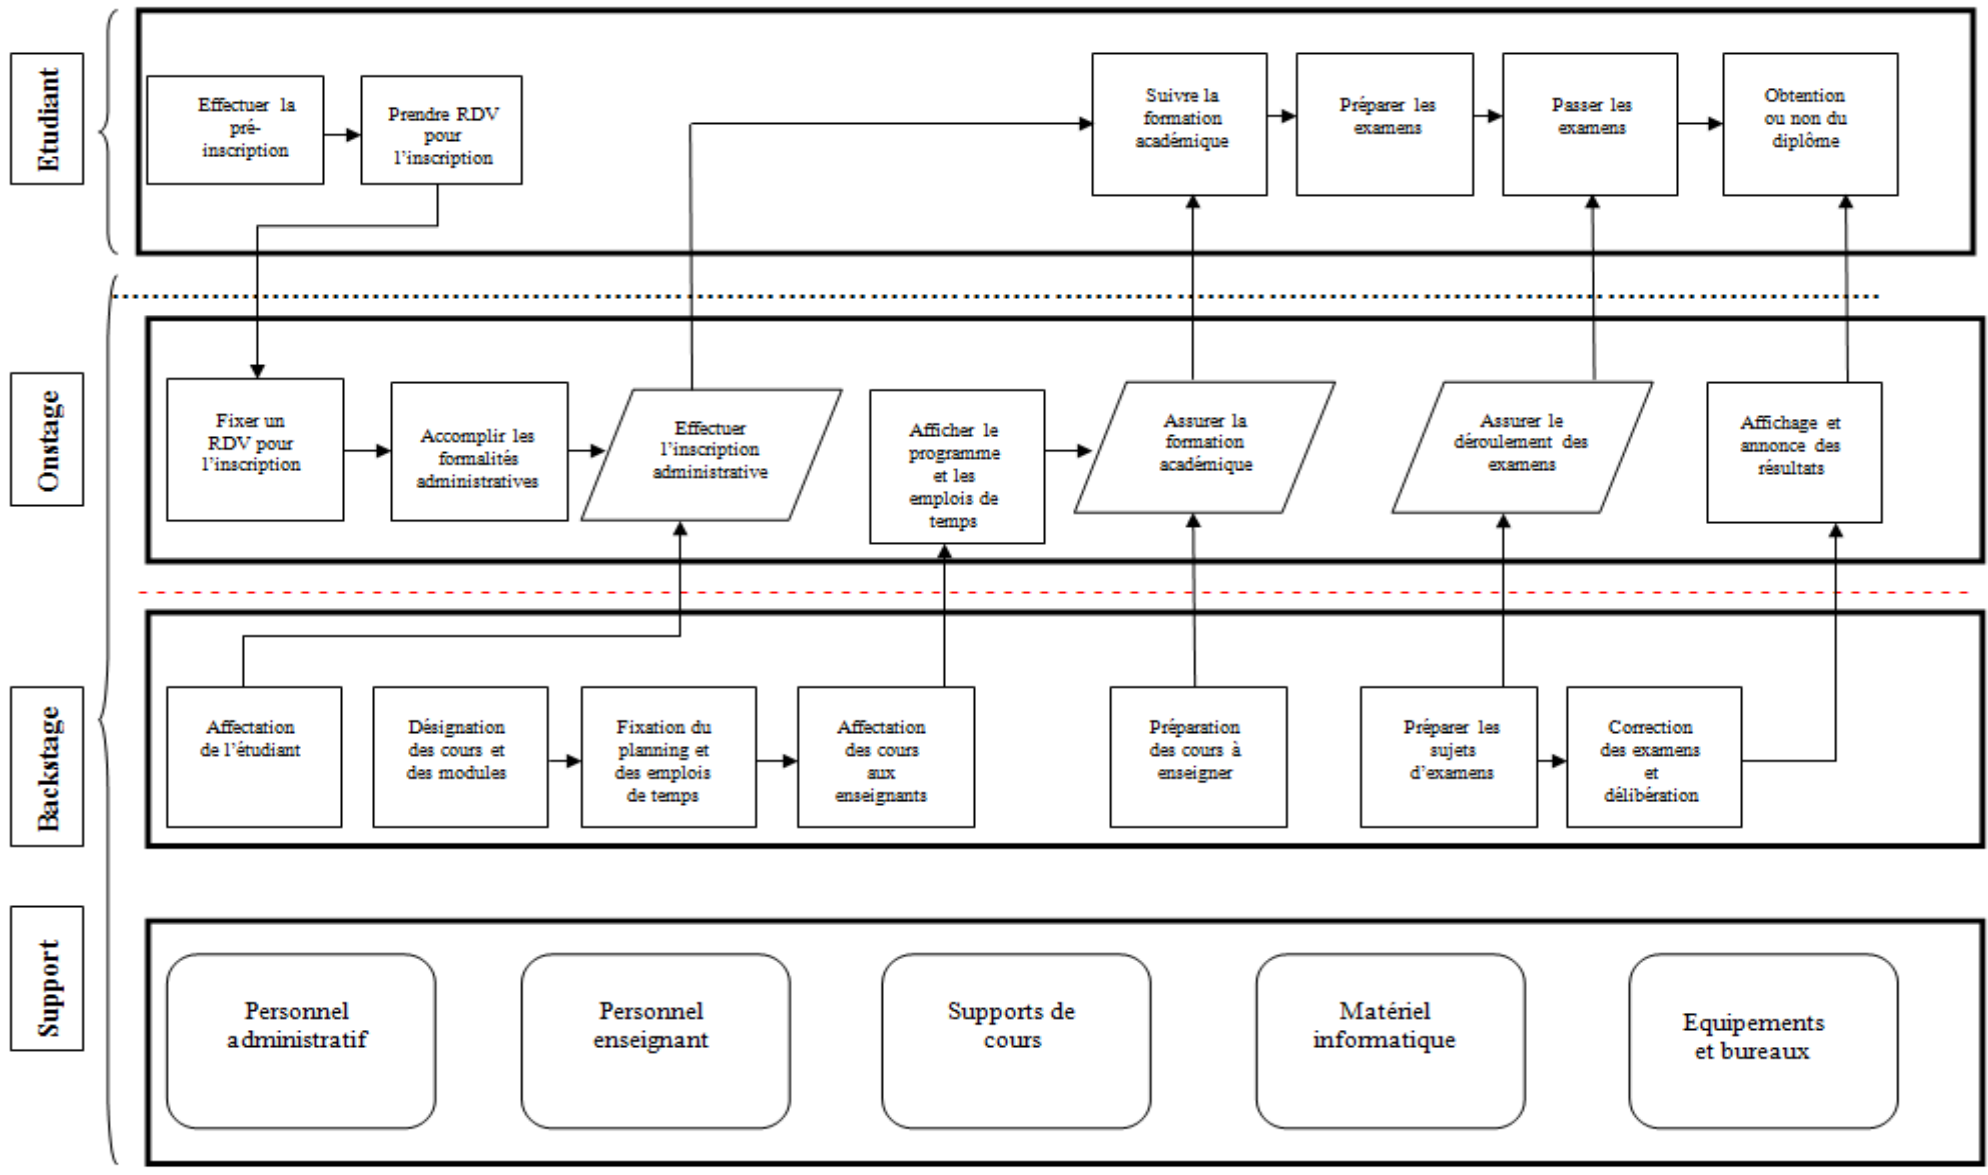 Etudiant
Effectuer la
pré-
inscription
Prendre RDV
pour
l'inscription
Suivre la
formation
académique
Préparer les
examens
Passer les
examens
Obtention
ou non du
diplôme
Onstage
Fixer un
RDV pour
l'inscription
Accomplir les
formalités
administratives
Effectuer
l'inscription
administrative
Afficher le
programme
et les
emplois de
temps
Assurer la
formation
académique
Assurer le
déroulement des
examens
Affichage et
annonce des
résultats
Backstage
Affectation
de l'étudiant
Désignation
des cours et
des modules
Fixation du
planning et
des emplois
de temps
Affectation
des cours
aux
enseignants
Préparation
des cours à
enseigner
Préparer les
sujets
d'examens
Correction
des examens
et
délibération
Support
Personnel
administratif
Personnel
enseignant
Supports de
cours
Matériel
informatique
Equipements
et bureaux